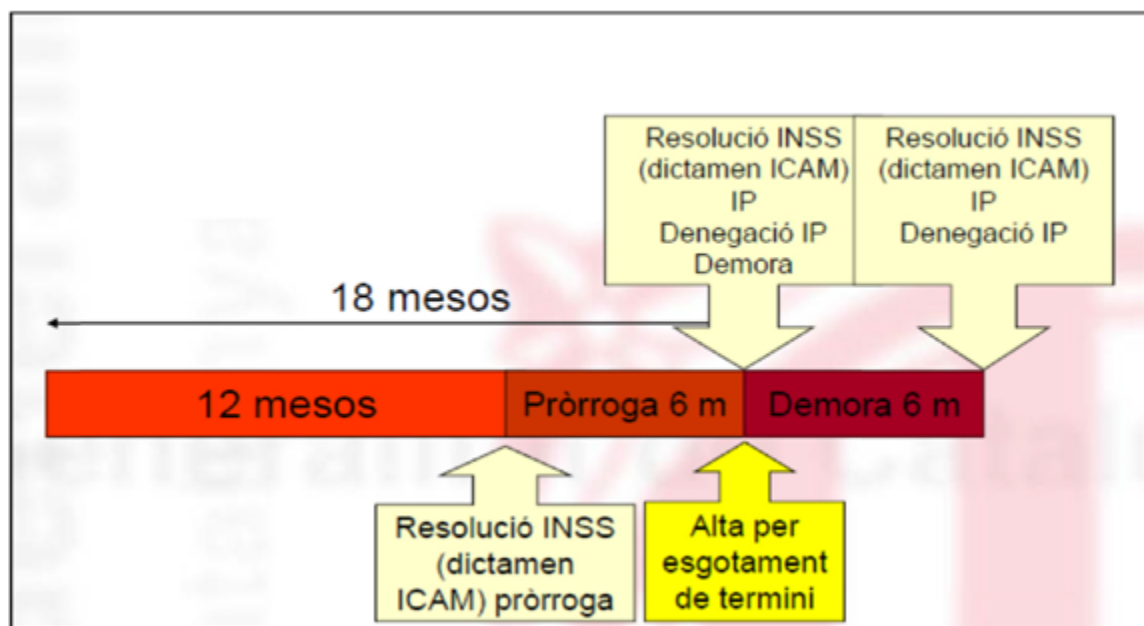 Resolució INSS
(dictamen ICAM)
IP
Denegació IP
Demora
Resolució INSS
(dictamen ICAM)
IP
Denegació IP
18 mesos
12 mesos
Pròrroga 6 m
Demora 6 m
Resolució INSS
(dictamen
ICAM) pròrroga
Alta per
esgotament
de termini